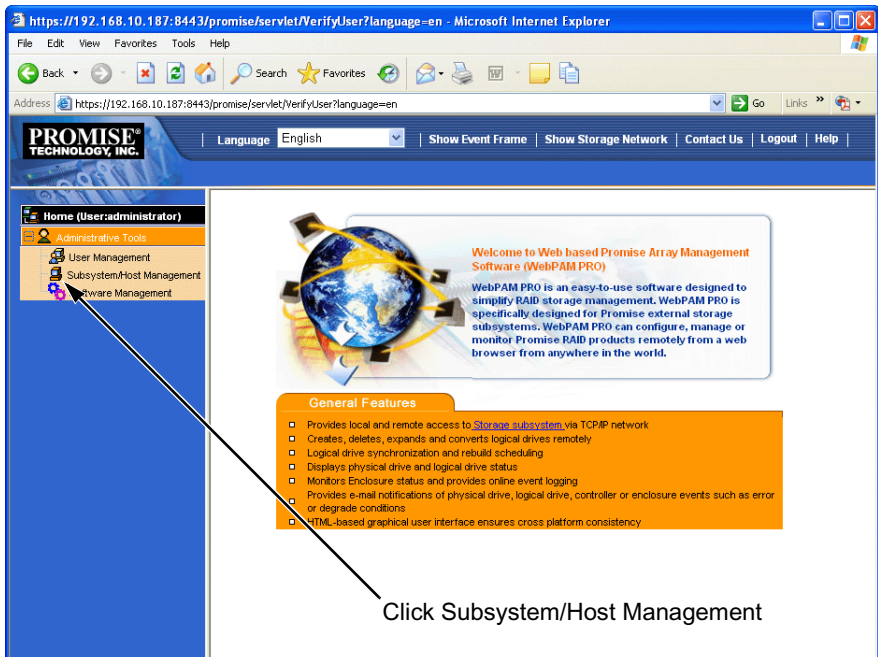 https://192.168.10.187:8443/promise/servlet/VerifyUser?language=en - Microsoft Internet Explorer
File Edit View Favorites Tools Help
Back Search Favorites
Address https://192.168.10.187:8443/promise/servlet/VerifyUser?language=en Go Links »
PROMISE®
TECHNOLOGY, INC.
| Language English | Show Event Frame | Show Storage Network | Contact Us | Logout | Help |
Home (User:administrator)
Administrative Tools
User Management
Subsystem/Host Management
Software Management
Welcome to Web based Promise Array Management
Software (WebPAM PRO)
WebPAM PRO is an easy-to-use software designed to
simplify RAID storage management. WebPAM PRO is
specifically designed for Promise external storage
subsystems. WebPAM PRO can configure, manage or
monitor Promise RAID products remotely from a web
browser from anywhere in the world.
General Features
Provides local and remote access to Storage subsystem via TCP/IP network
Creates, deletes, expands and converts logical drives remotely
Logical drive synchronization and rebuild scheduling
Displays physical drive and logical drive status
Monitors Enclosure status and provides online event logging
Provides e-mail notifications of physical drive, logical drive, controller or enclosure events such as error
or degrade conditions
HTML-based graphical user interface ensures cross platform consistency
Click Subsystem/Host Management